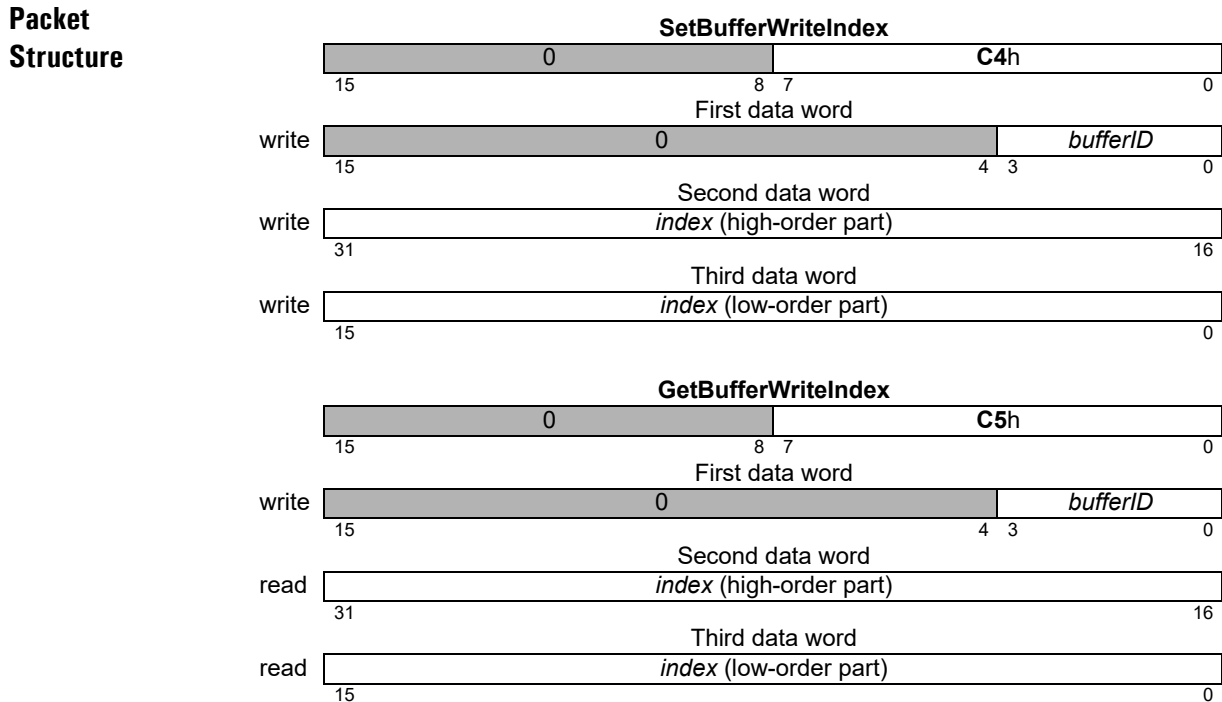 Packet
Structure
SetBufferWriteIndex
0 C4h
15 8 7 0
First data word
write 0 bufferID
15 4 3 0
Second data word
write index (high-order part)
31 16
Third data word
write index (low-order part)
15 0
GetBufferWriteIndex
0 C5h
15 8 7 0
First data word
write 0 bufferID
15 4 3 0
Second data word
read index (high-order part)
31 16
Third data word
read index (low-order part)
15 0